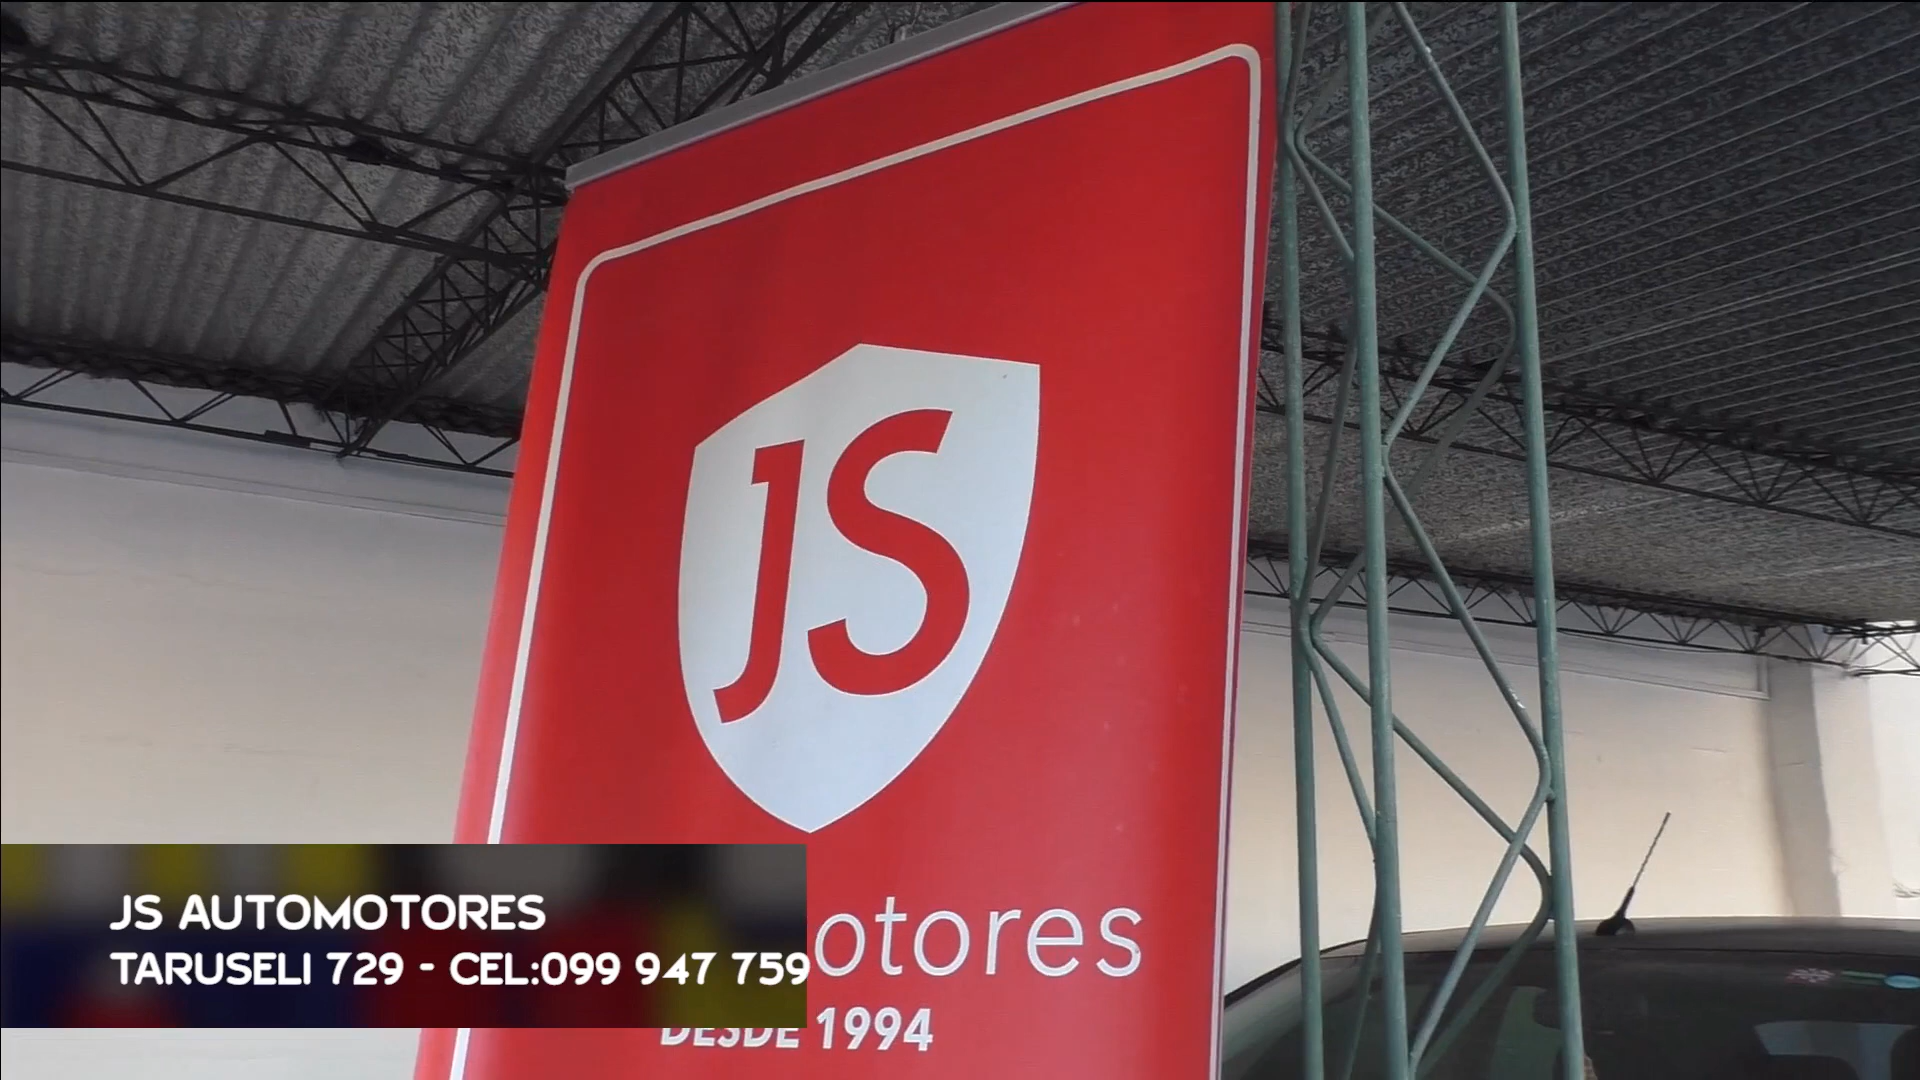 JS
otores
DESDE 1994
JS AUTOMOTORES
TARUSELI 729 - CEL:099 947 759